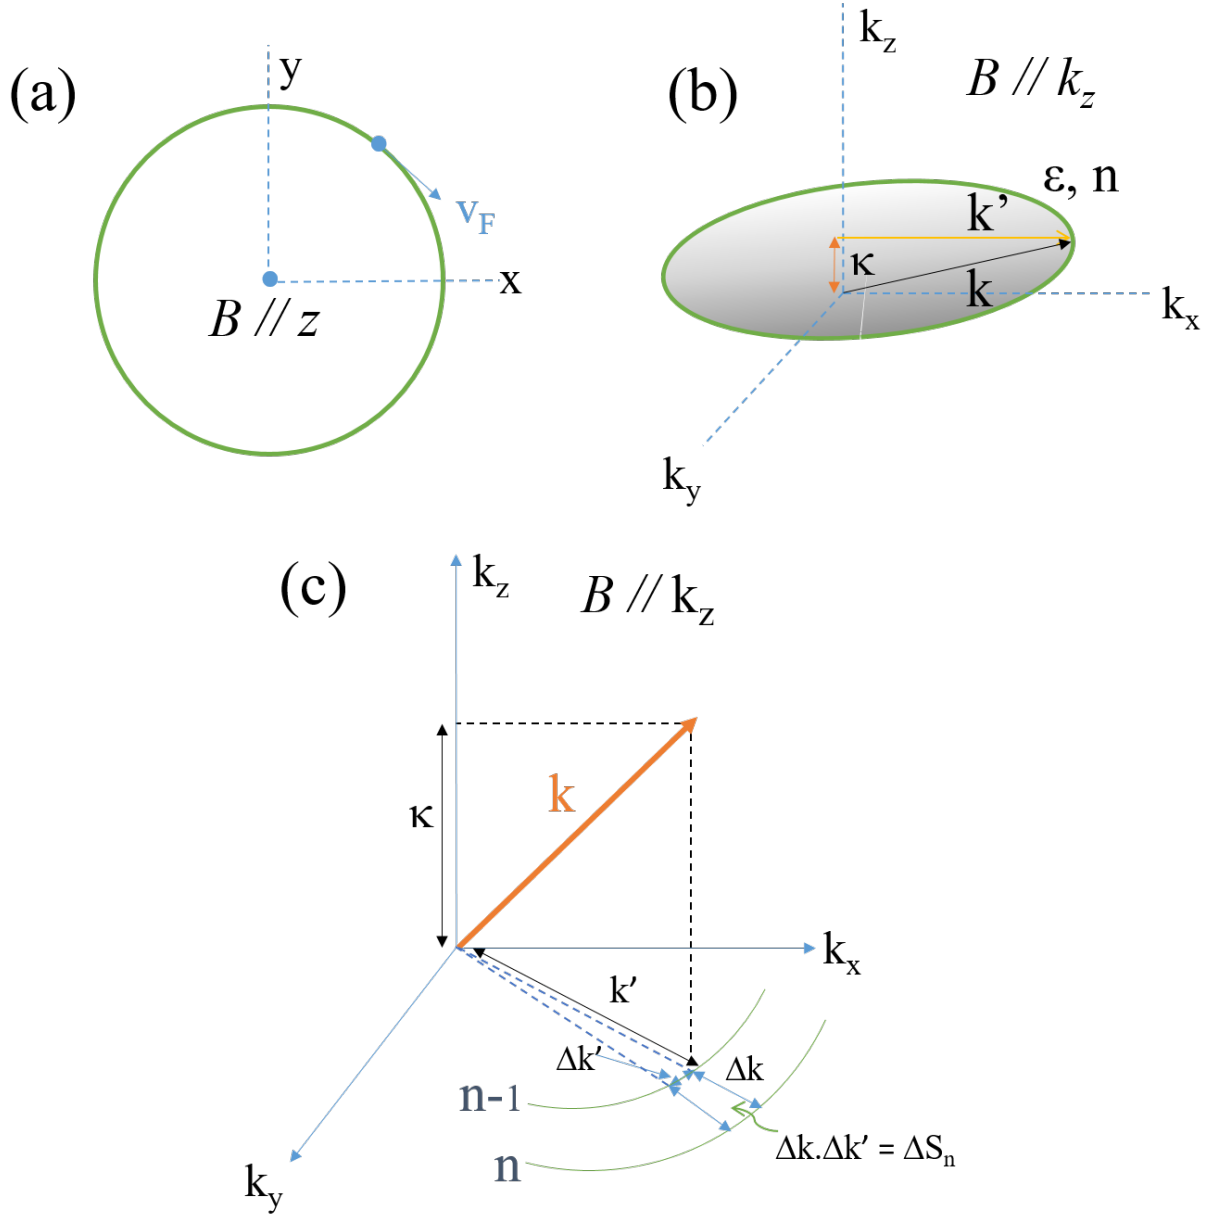 (a)
y
v_F
x
B // z
(b)
k_z
B // k_z
ε, n
k’
κ
k
k_x
k_y
(c)
k_z
B // k_z
κ
k
k_x
k’
Δk’
Δk
n-1
n
Δk.Δk’ = ΔS_n
k_y